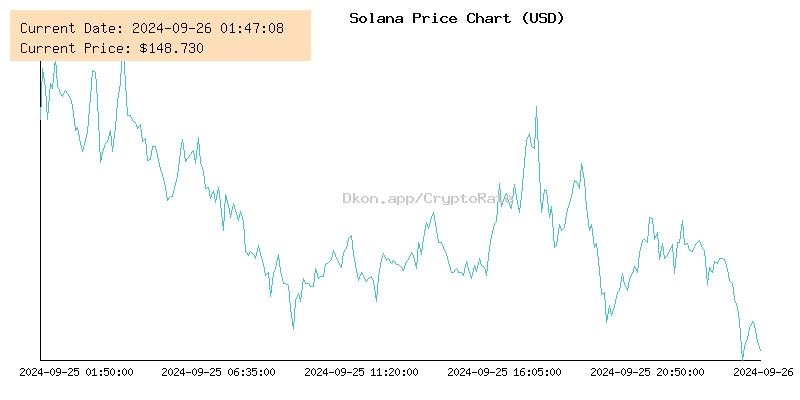 Solana Price Chart (USD)
Current Date: 2024-09-26 01:47:08
Current Price: $148.730
Dkon.app/CryptoRate
2024-09-25 01:50:00
2024-09-25 06:35:00
2024-09-25 11:20:00
2024-09-25 16:05:00
2024-09-25 20:50:00
2024-09-26